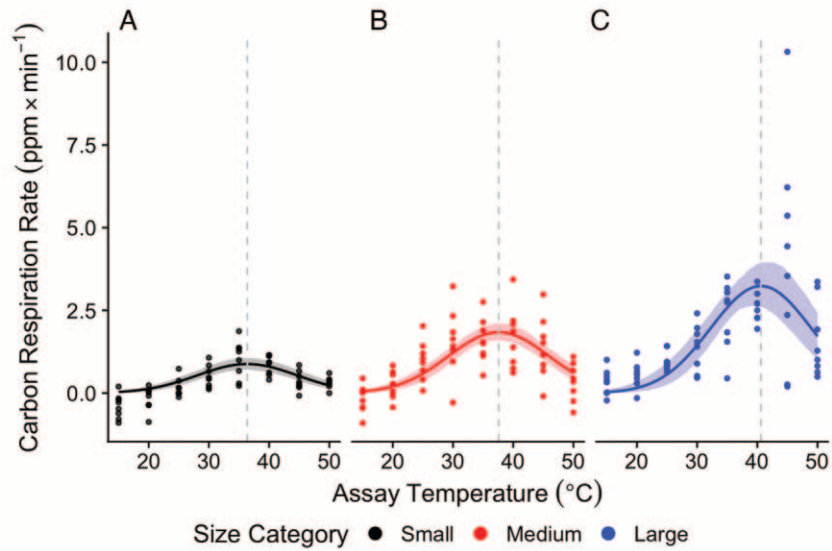 A B C
Carbon Respiration Rate (ppm × min⁻¹)
10.0
7.5
5.0
2.5
0.0
20 30 40 50 20 30 40 50 20 30 40 50
Assay Temperature (°C)
Size Category Small Medium Large